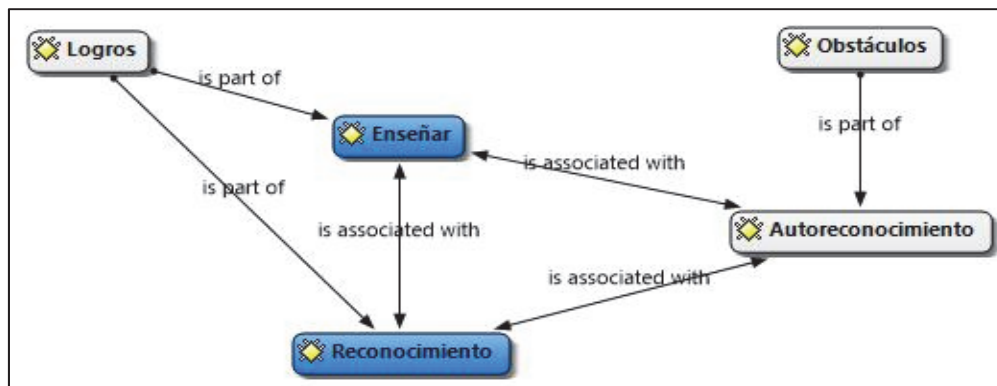 Logros
Obstáculos
is part of
Enseñar
is part of
is associated with
is part of
is associated with
Autoreconocimiento
is associated with
Reconocimiento